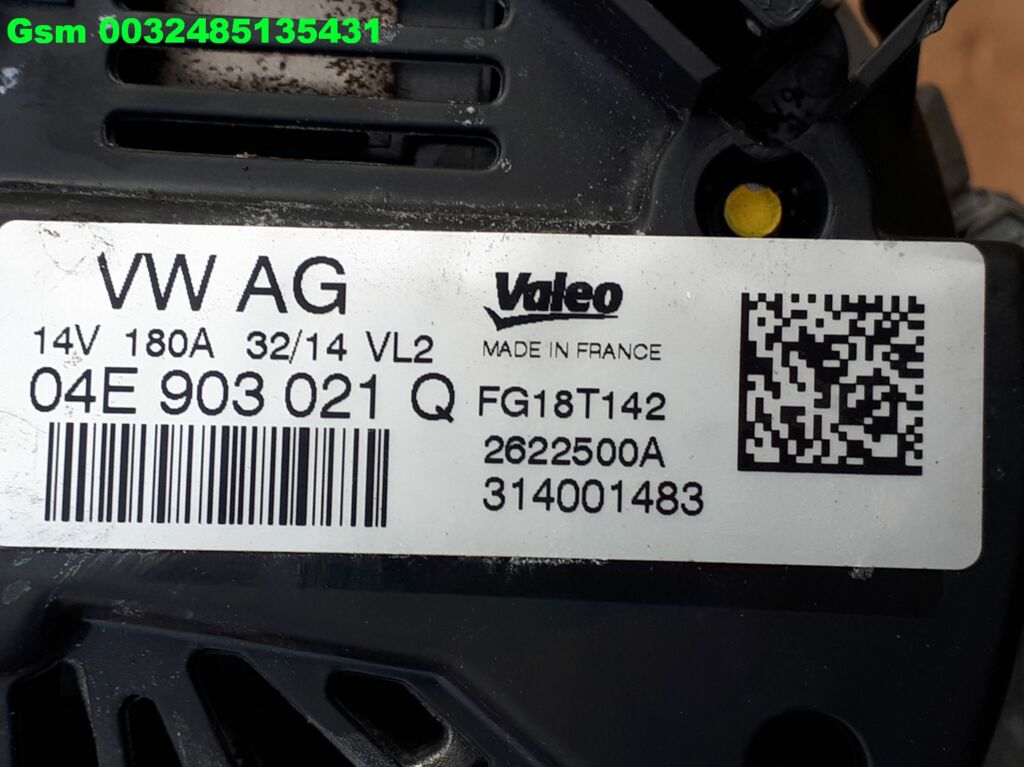 Gsm 0032485135431
VW AG
Valeo
14V 180A 32/14 VL2
MADE IN FRANCE
04E 903 021 Q
FG18T142
2622500A
314001483